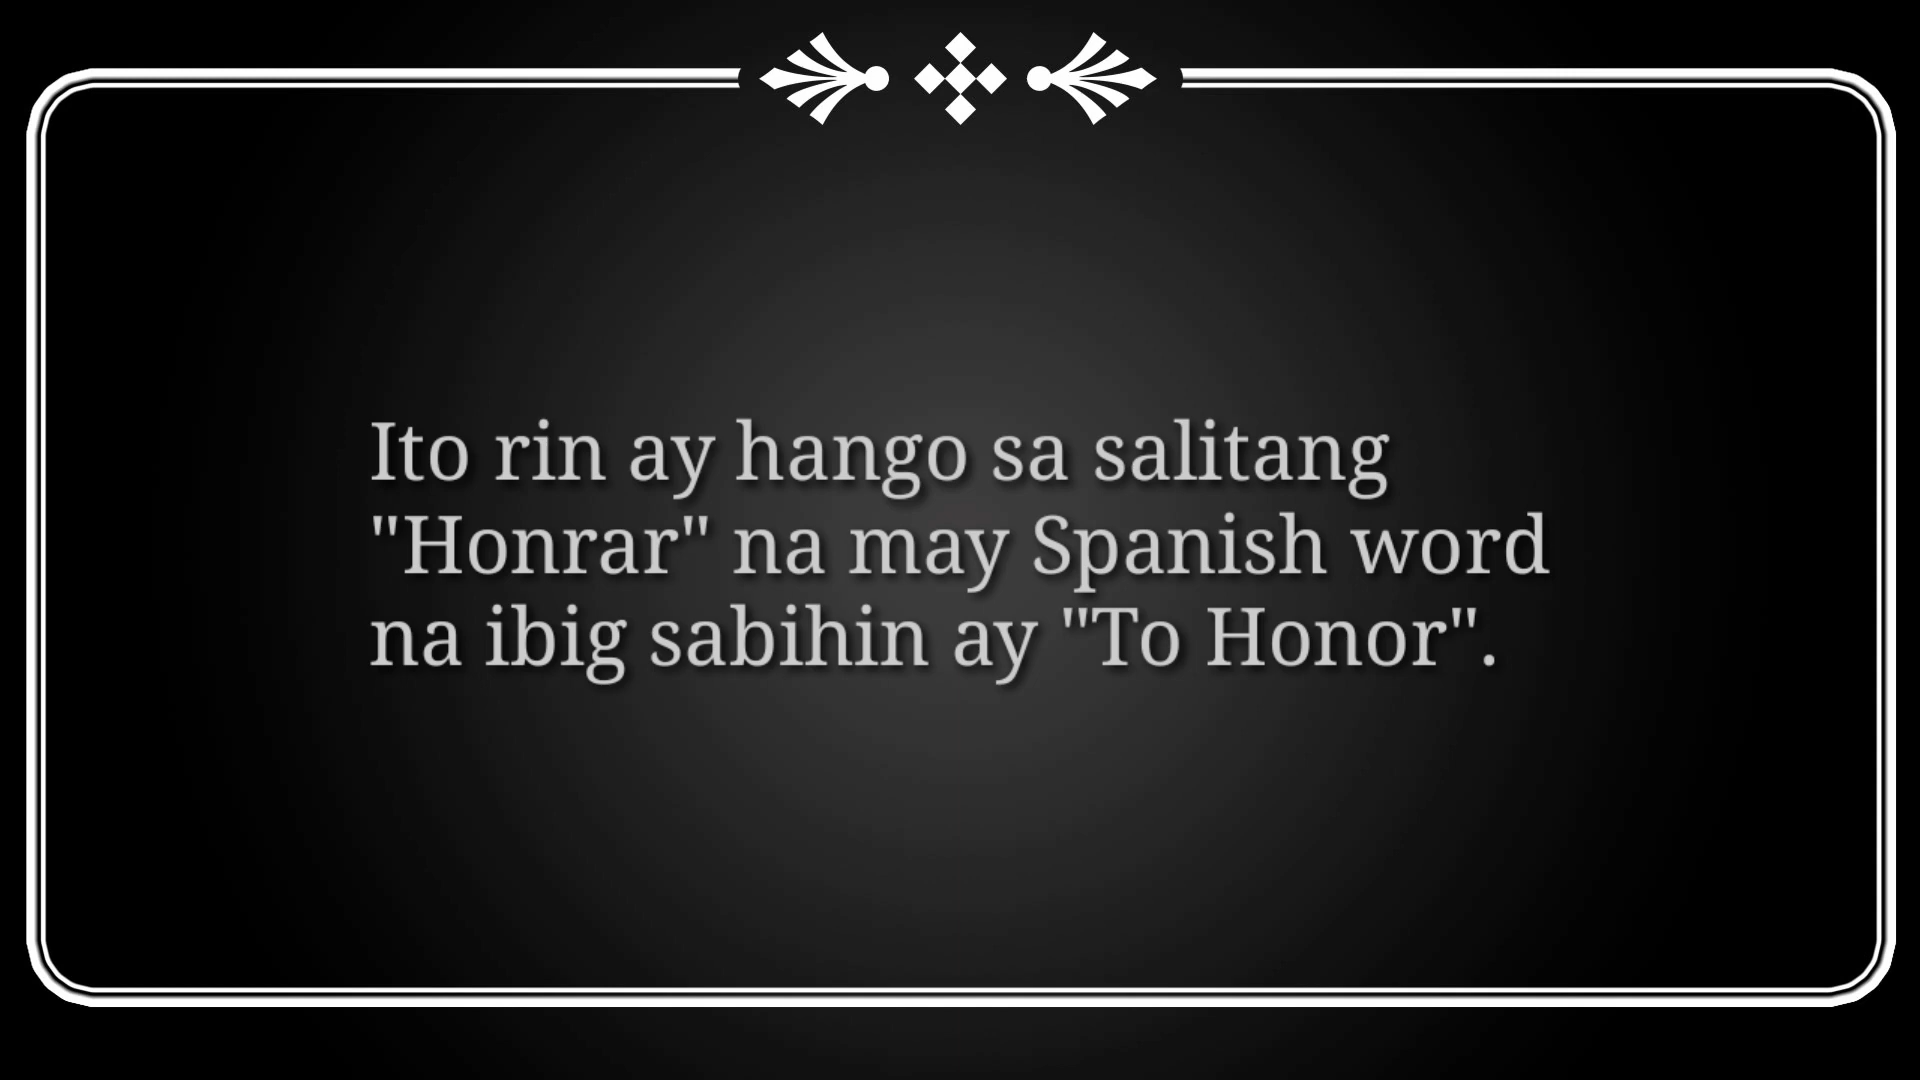 Ito rin ay hango sa salitang
"Honrar" na may Spanish word
na ibig sabihin ay "To Honor".